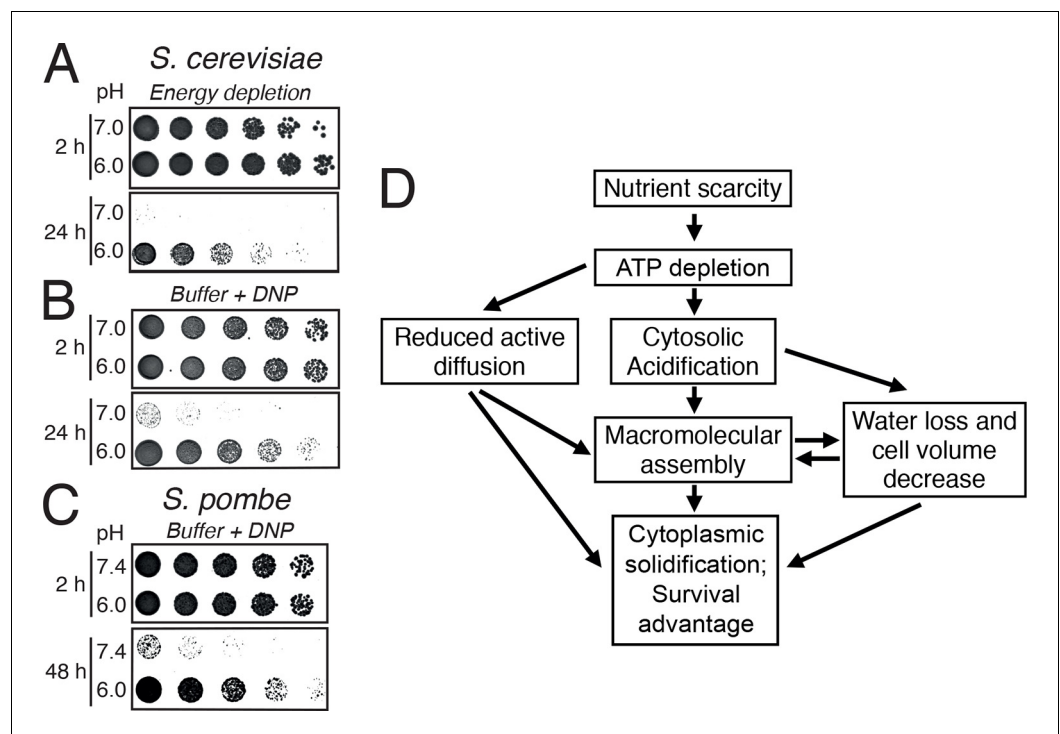 A
S. cerevisiae
pH
Energy depletion
2 h
7.0
6.0
24 h
7.0
6.0
B
Buffer + DNP
2 h
7.0
6.0
24 h
7.0
6.0
C
S. pombe
pH
Buffer + DNP
2 h
7.4
6.0
48 h
7.4
6.0
D
Nutrient scarcity
ATP depletion
Reduced active
diffusion
Cytosolic
Acidification
Macromolecular
assembly
Water loss and
cell volume
decrease
Cytoplasmic
solidification;
Survival
advantage